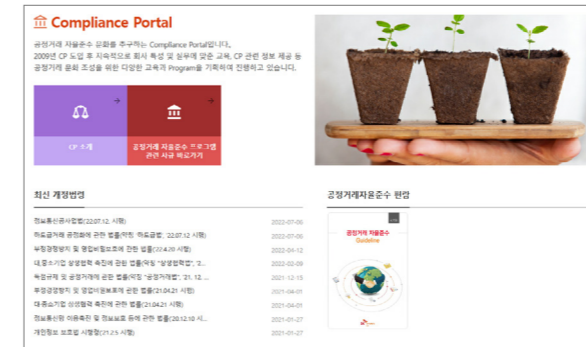 Compliance Portal
공정거래 자율준수 문화를 추구하는 Compliance Portal입니다.
2009년 CP 도입 후 지속적으로 회사 특성 및 실무에 맞춘 교육, CP 관련 정보 제공 등
공정거래 문화 조성을 위한 다양한 교육과 Program을 기획하여 진행하고 있습니다.
CP 소개
공정거래 자율준수 프로그램
관련 사규 바로가기
최신 개정법령
정보통신공사업법('22.07.12, 시행) 2022-07-06
하도급거래 공정화에 관한 법률(약칭 '하도급법', '22.07.12 시행) 2022-07-06
부정경쟁방지 및 영업비밀보호에 관한 법률('22.4.20 시행) 2022-04-12
대,중소기업 상생협력 촉진에 관한 법률(약칭 "상생협력법", '2... 2022-02-09
독점규제 및 공정거래에 관한 법률(약칭 "공정거래법", '21. 12. ... 2021-12-15
부정경쟁방지 및 영업비밀보호에 관한 법률('21.04.21 시행) 2021-04-01
대·중소기업 상생협력 촉진에 관한 법률('21.04.21 시행) 2021-04-01
정보통신망 이용촉진 및 정보보호 등에 관한 법률('20.12.10 시... 2021-01-27
개인정보 보호법 시행령('21.2.5 시행) 2021-01-27
공정거래자율준수 편람
공정거래 자율준수
Guideline